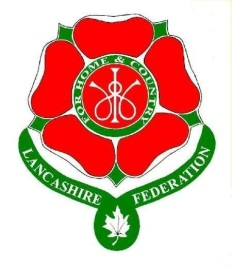 FOR HOME & COUNTRY
WI
LANCASHIRE FEDERATION